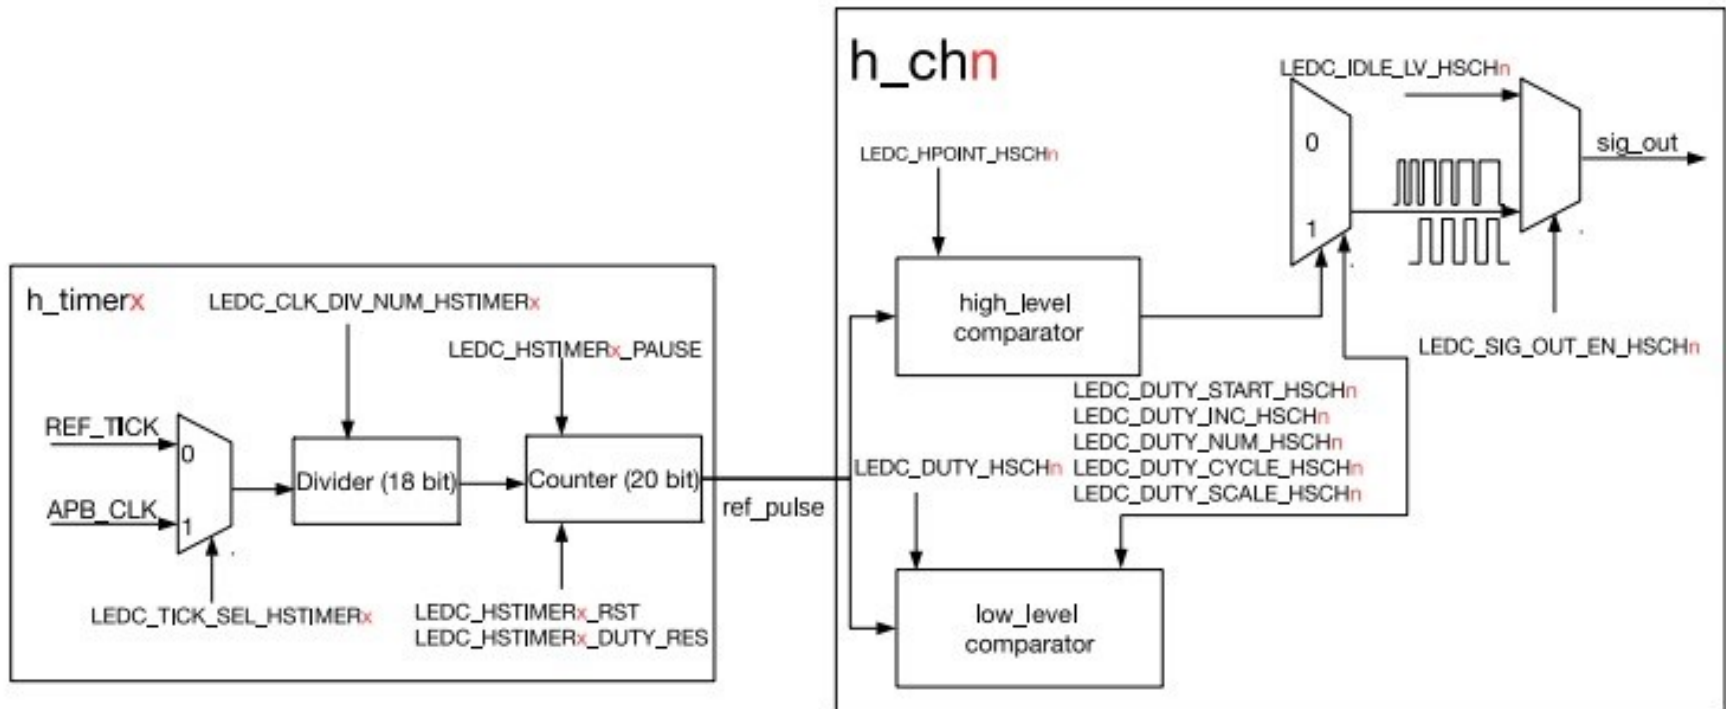 h_chn
LEDC_IDLE_LV_HSCHn
0
1
sig_out
LEDC_HPOINT_HSCHn
high_level
comparator
LEDC_SIG_OUT_EN_HSCHn
LEDC_DUTY_START_HSCHn
LEDC_DUTY_INC_HSCHn
LEDC_DUTY_NUM_HSCHn
LEDC_DUTY_CYCLE_HSCHn
LEDC_DUTY_SCALE_HSCHn
LEDC_DUTY_HSCHn
low_level
comparator
h_timerx
LEDC_CLK_DIV_NUM_HSTIMERx
LEDC_HSTIMERx_PAUSE
REF_TICK
0
APB_CLK
1
Divider (18 bit)
Counter (20 bit)
ref_pulse
LEDC_TICK_SEL_HSTIMERx
LEDC_HSTIMERx_RST
LEDC_HSTIMERx_DUTY_RES